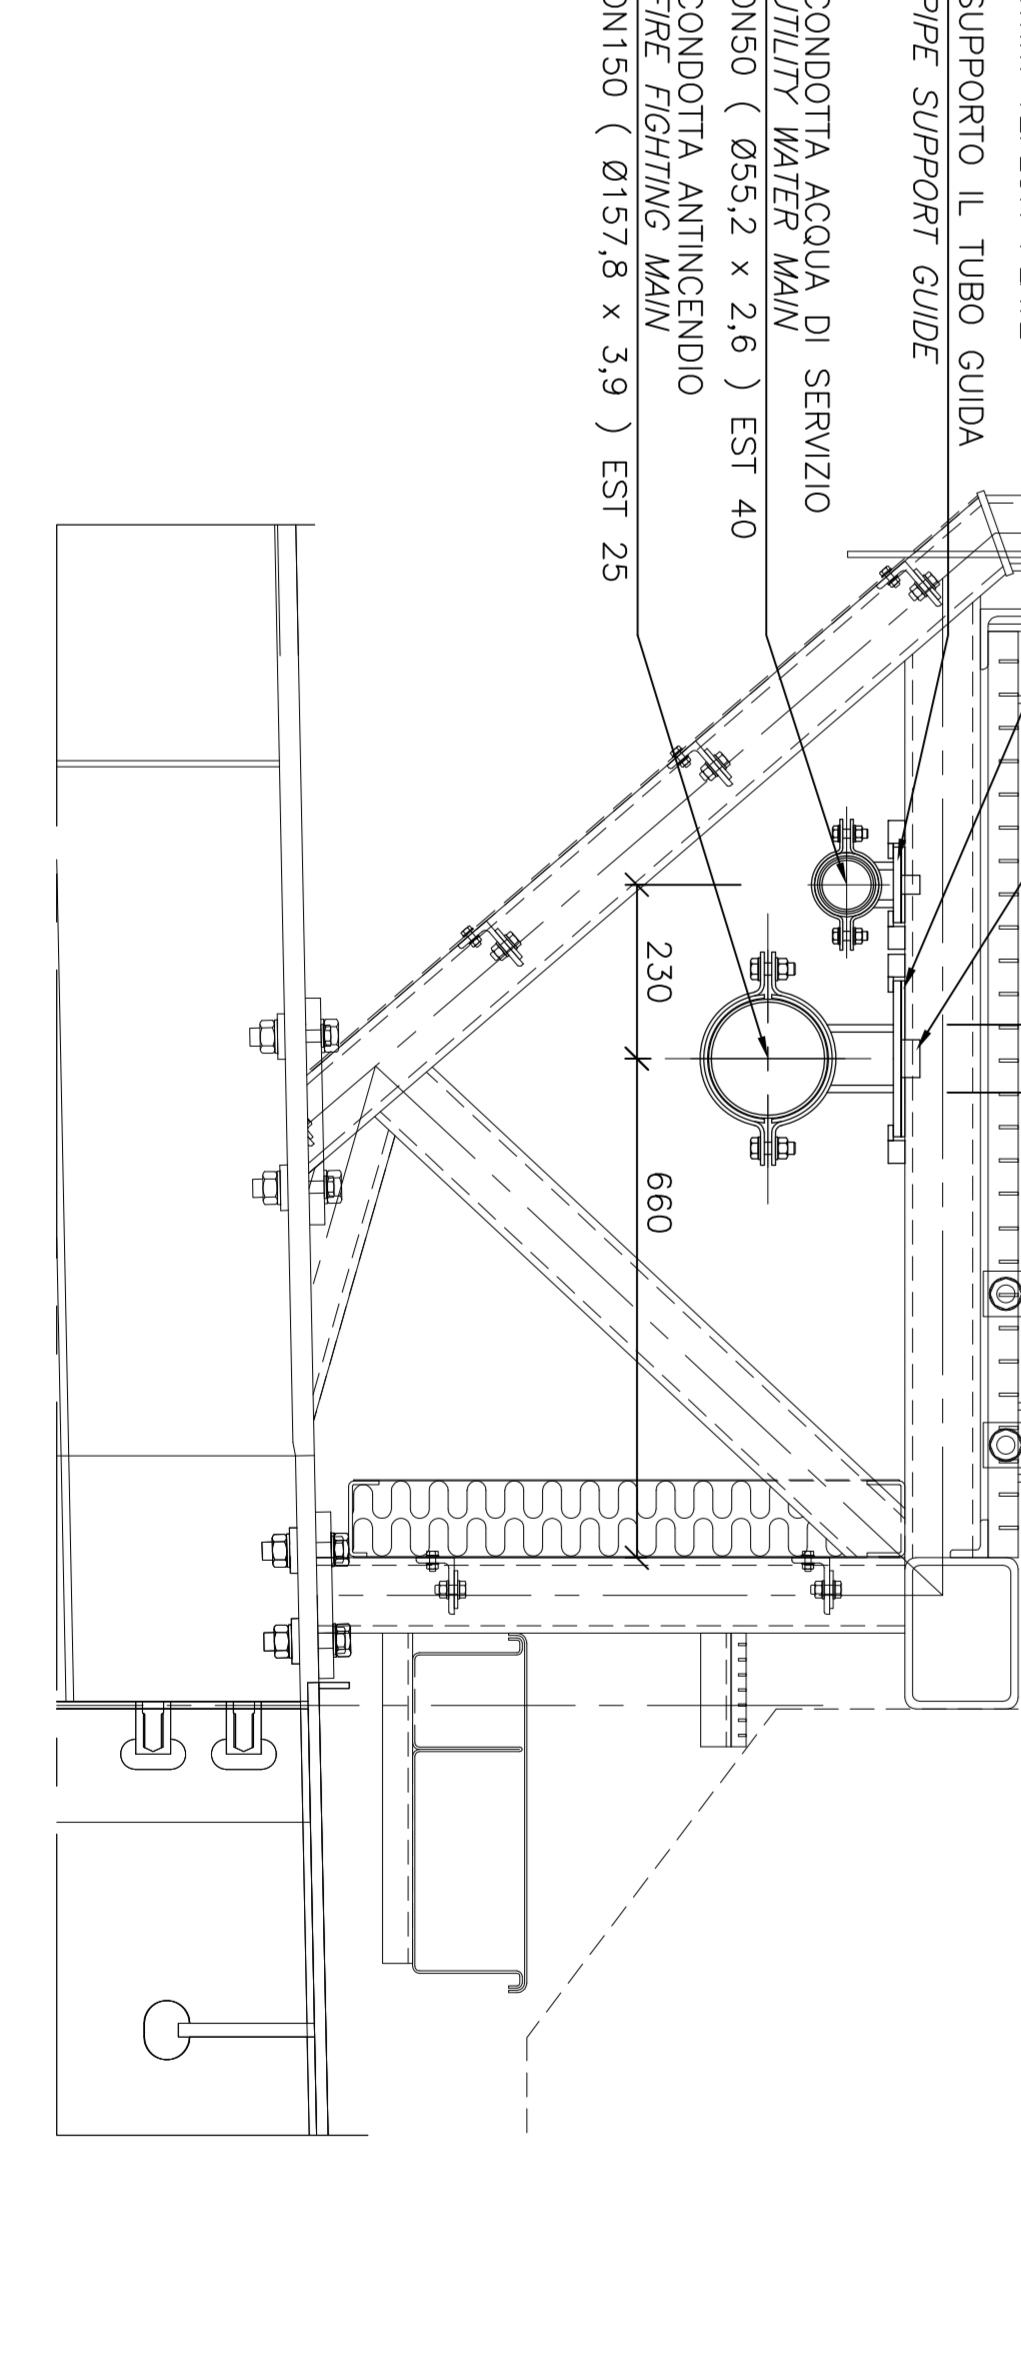 SUPPORTO IL TUBO GUIDA
PIPE SUPPORT GUIDE
CONDOTTA ACQUA DI SERVIZIO
UTILITY WATER MAIN
DN50 ( Ø55,2 x 2,6 ) EST 40
CONDOTTA ANTINCENDIO
FIRE FIGHTING MAIN
DN150 ( Ø157,8 x 3,9 ) EST 25
230
660